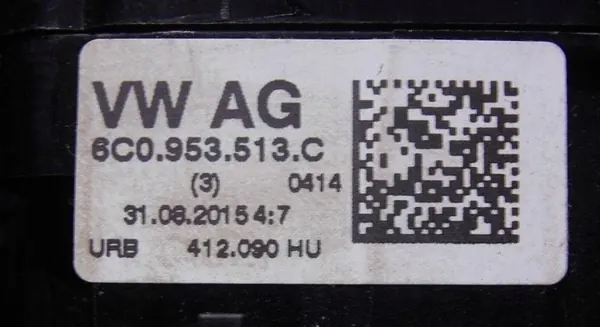 VW AG
6C0.953.513.C
(3) 0414
31.08.2015 4:7
URB 412.090 HU